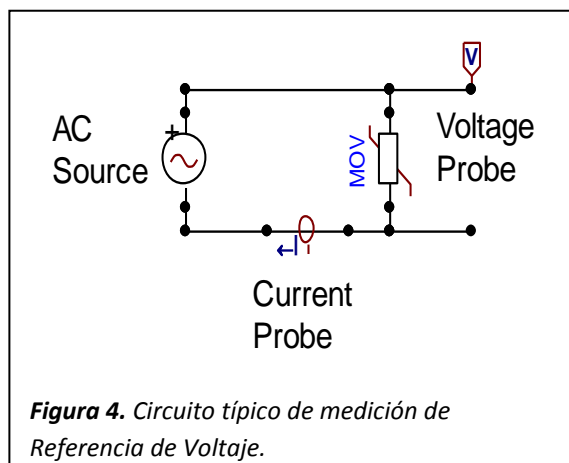 V
AC
Source
+
MOV
Voltage
Probe
I
Current
Probe
Figura 4. Circuito típico de medición de
Referencia de Voltaje.